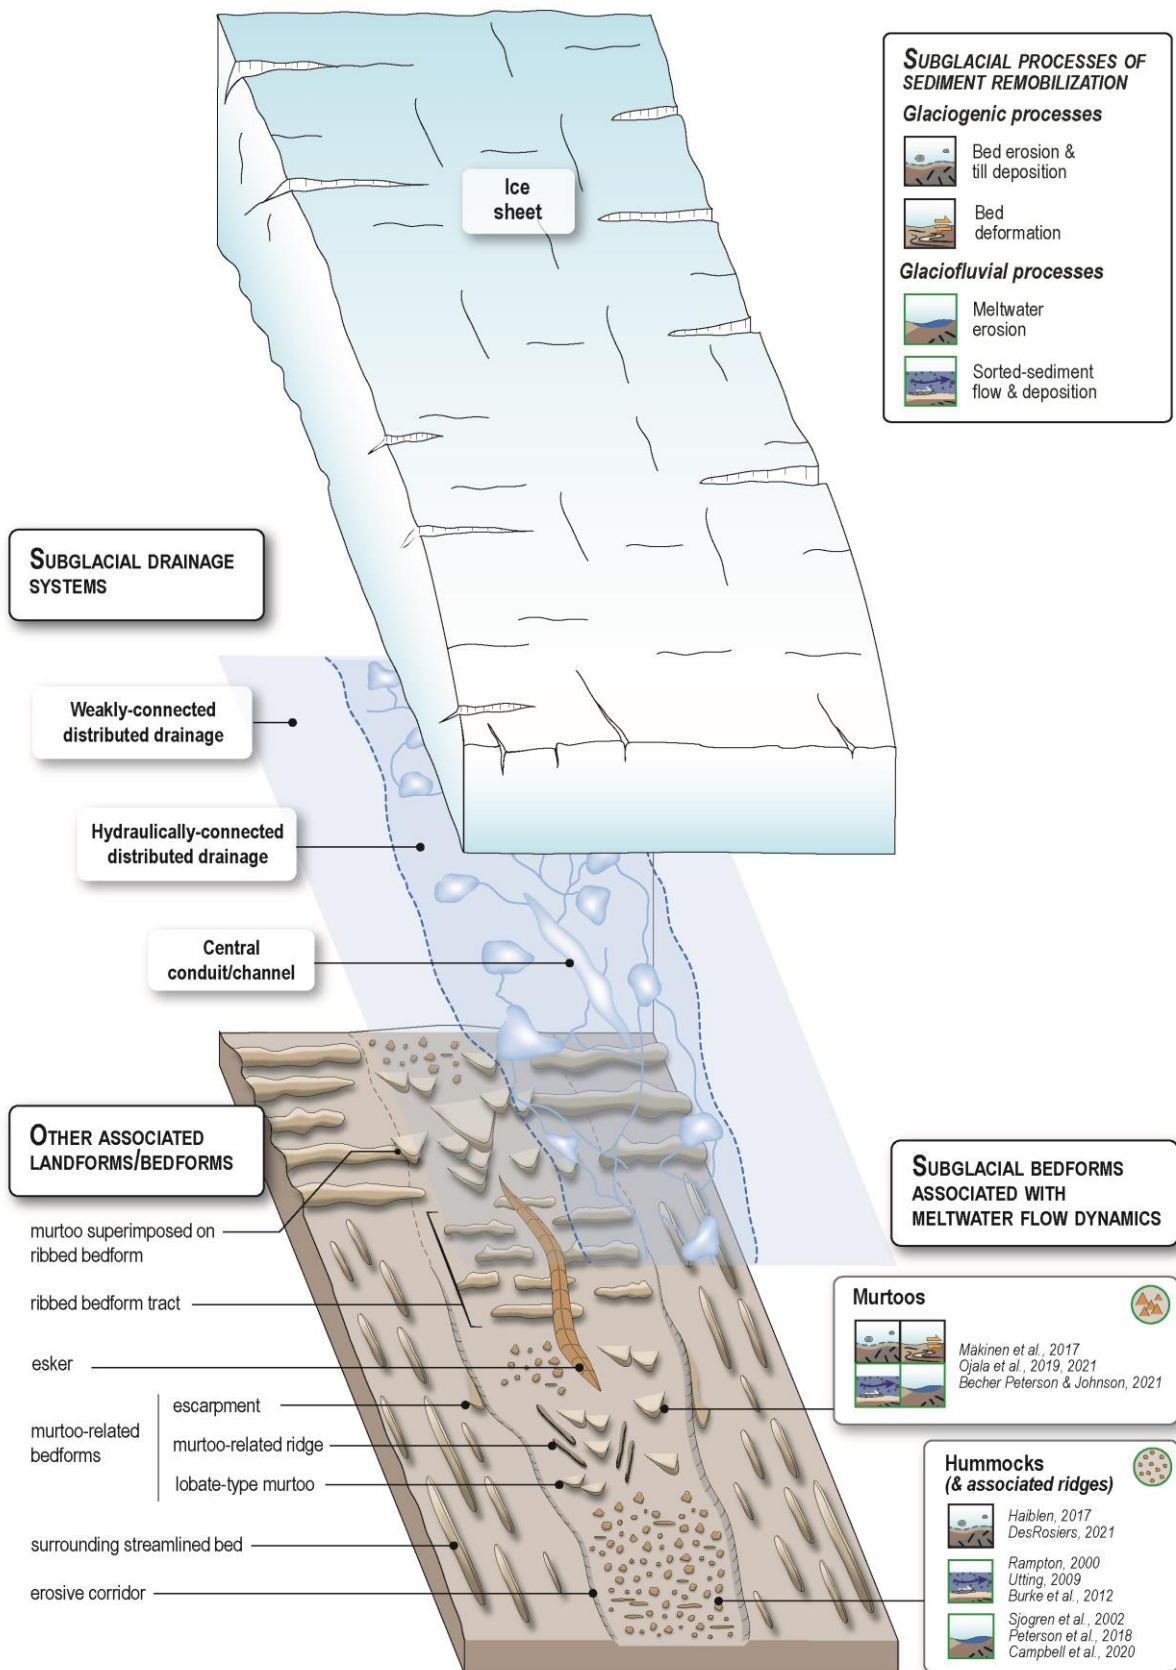 SUBGLACIAL PROCESSES OF
SEDIMENT REMOBILIZATION
Glaciogenic processes
Bed erosion &
till deposition
Bed
deformation
Glaciofluvial processes
Meltwater
erosion
Sorted-sediment
flow & deposition
Ice
sheet
SUBGLACIAL DRAINAGE
SYSTEMS
Weakly-connected
distributed drainage
Hydraulically-connected
distributed drainage
Central
conduit/channel
OTHER ASSOCIATED
LANDFORMS/BEDFORMS
murtoo superimposed on
ribbed bedform
ribbed bedform tract
esker
murtoo-related
bedforms
escarpment
murtoo-related ridge
lobate-type murtoo
surrounding streamlined bed
erosive corridor
SUBGLACIAL BEDFORMS
ASSOCIATED WITH
MELTWATER FLOW DYNAMICS
Murtoos
Mäkinen et al., 2017
Ojala et al., 2019, 2021
Becher Peterson & Johnson, 2021
Hummocks
(& associated ridges)
Haiblen, 2017
DesRosiers, 2021
Rampton, 2000
Utting, 2009
Burke et al., 2012
Sjogren et al., 2002
Peterson et al., 2018
Campbell et al., 2020